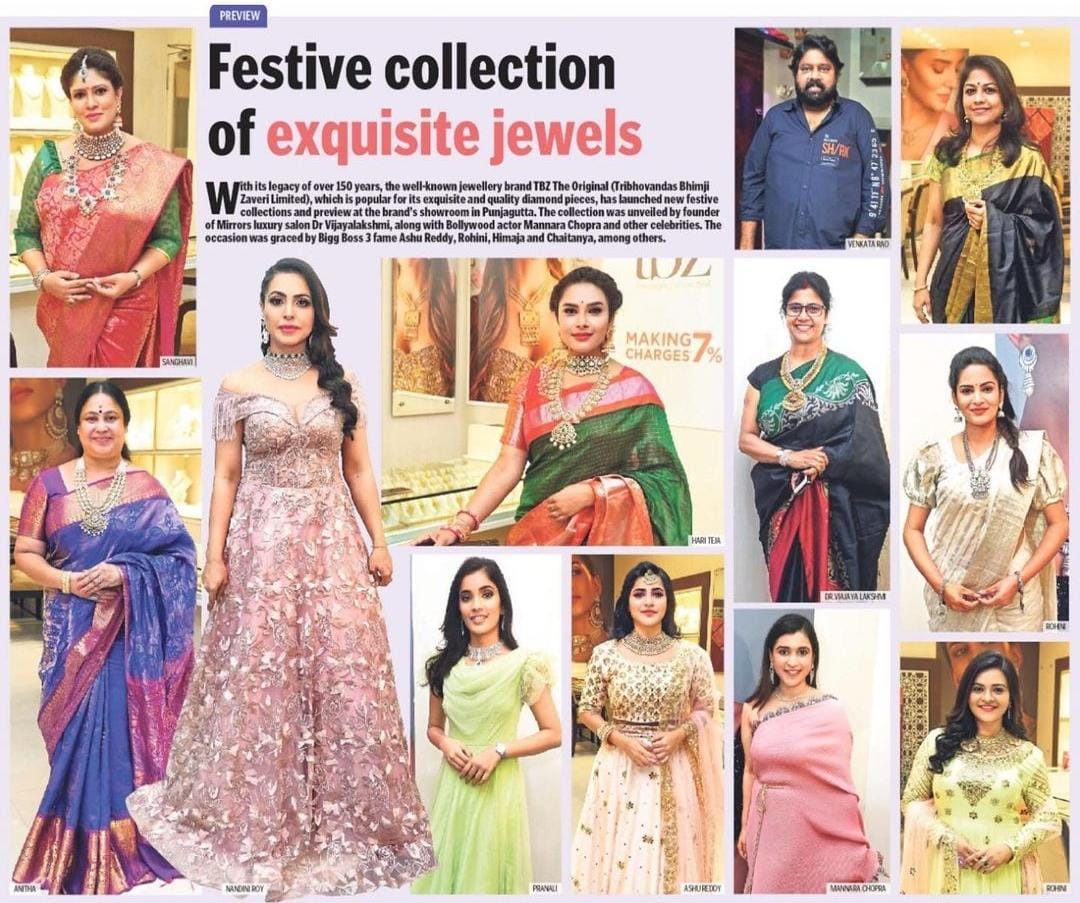 PREVIEW
Festive collection
of exquisite jewels
With its legacy of over 150 years, the well-known jewellery brand TBZ The Original (Tribhovandas Bhimji
Zaveri Limited), which is popular for its exquisite and quality diamond pieces, has launched new festive
collections and preview at the brand's showroom in Punjagutta. The collection was unveiled by founder
of Mirrors luxury salon Dr Vijayalakshmi, along with Bollywood actor Mannara Chopra and other celebrities. The
occasion was graced by Bigg Boss 3 fame Ashu Reddy, Rohini, Himaja and Chaitanya, among others.
SH/RK
VENKATA RAO
SANGHAVI
tbz
MAKING
CHARGES 7%
HARI TEJA
DR.VIAJAYA LAKSHMI
ROHINI
ANITHA
NANDINI ROY
PRANALI
ASHU REDDY
MANNARA CHOPRA
ROHINI